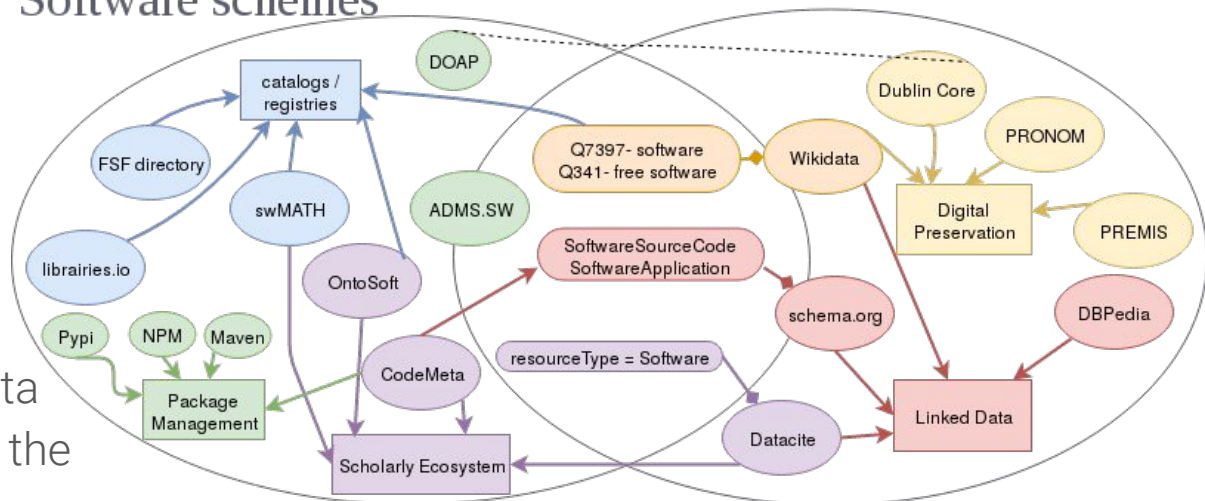 Software schemes
DOAP
catalogs /
registries
Dublin Core
PRONOM
FSF directory
Q7397- software
Q341- free software
Wikidata
swMATH
ADMS.SW
Digital
Preservation
PREMIS
librairies.io
OntoSoft
SoftwareSourceCode
SoftwareApplication
schema.org
DBPedia
Pypi
NPM
Maven
resourceType = Software
CodeMeta
ta
Package
Management
Linked Data
Datacite
the
Scholarly Ecosystem